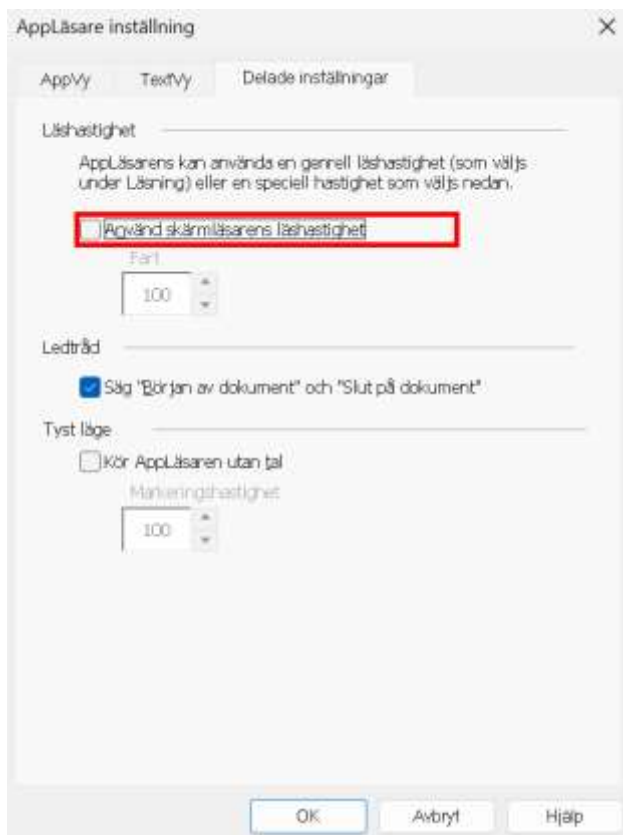 AppLäsare inställning
AppVy TextVy Delade inställningar
Läshastighet
AppLäsarens kan använda en genrell läshastighet (som väljs
under Läsning) eller en speciell hastighet som väljs nedan.
Använd skärmläsarens läshastighet
Fart
100
Ledtråd
Säg "Början av dokument" och "Slut på dokument"
Tyst läge
Kör AppLäsaren utan tal
Markeringshastighet
100
OK Avbryt Hjälp